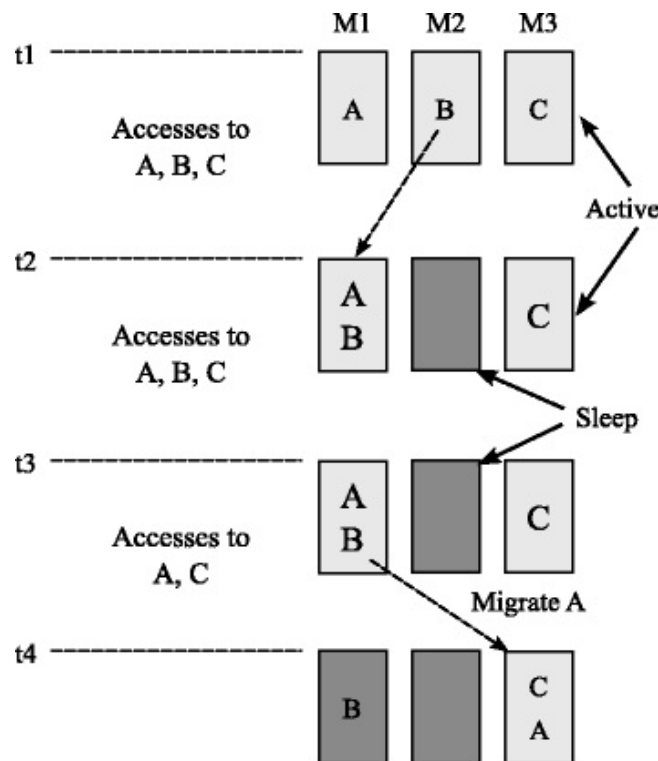 M1 M2 M3
t1
A B C
Accesses to
A, B, C
Active
t2
A
B
C
Accesses to
A, B, C
Sleep
t3
A
B
C
Accesses to
A, C
Migrate A
t4
B
C
A